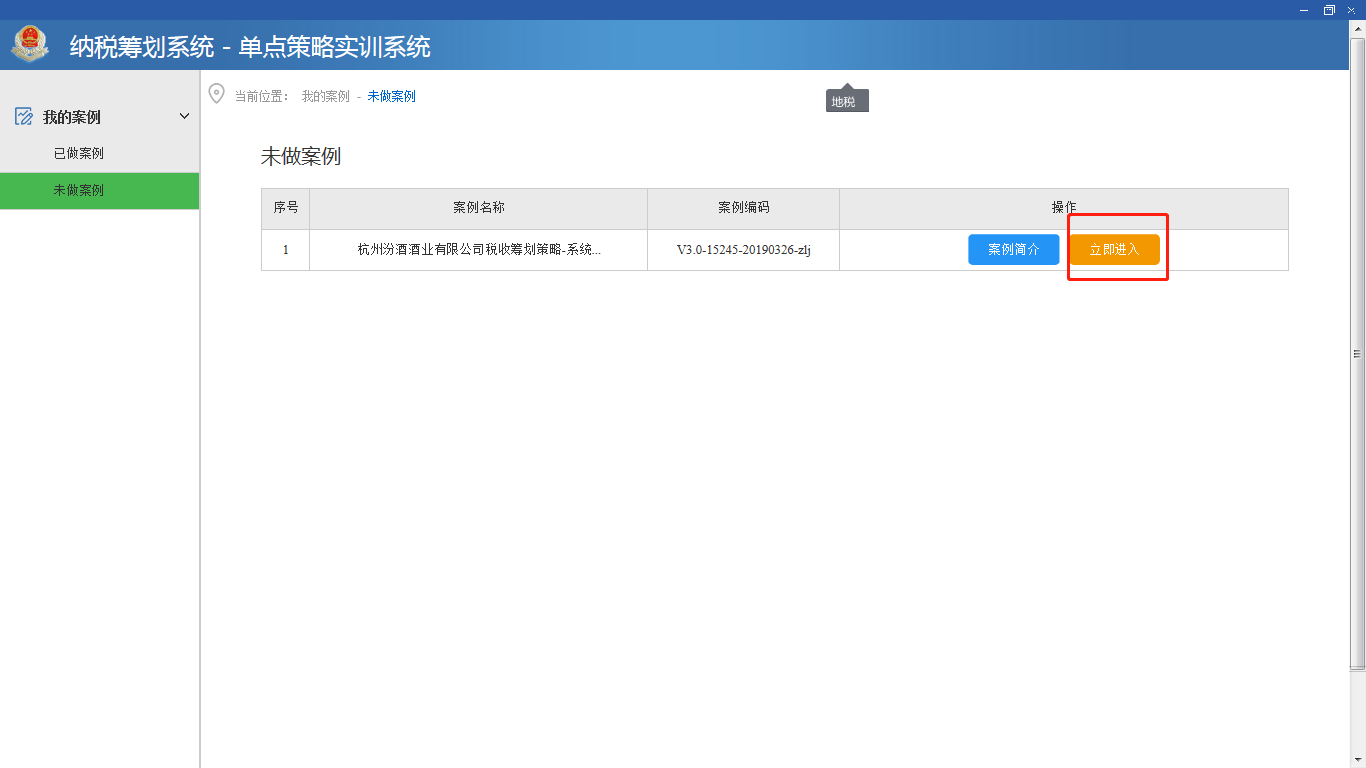 纳税筹划系统 - 单点策略实训系统
当前位置： 我的案例 - 未做案例
地税
我的案例
已做案例
未做案例
未做案例
序号 案例名称 案例编码 操作
1 杭州汾酒酒业有限公司税收筹划策略-系统... V3.0-15245-20190326-zlj 案例简介 立即进入